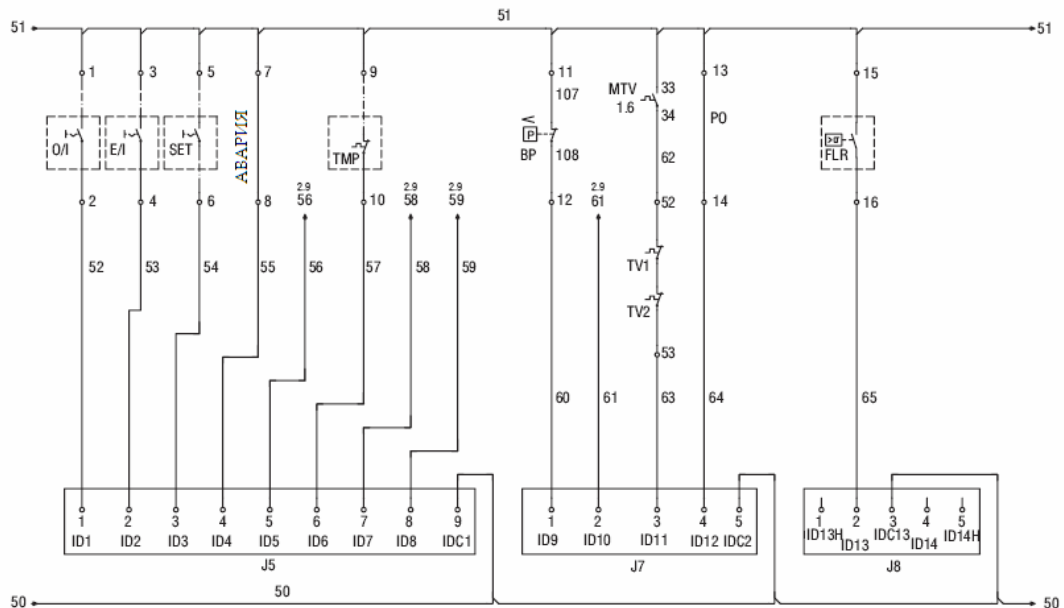 51
51
51
1
3
5
7
9
11
13
15
107
MTV
33
1.6
34
PO
O/I
E/I
SET
АВАРИЯ
TMP
<
P
BP
108
62
>σ
FLR
2
4
6
8
2.9
56
10
2.9
58
2.9
59
12
2.9
61
52
14
16
52
53
54
55
56
57
58
59
TV1
TV2
53
60
61
63
64
65
1 2 3 4 5 6 7 8 9
ID1 ID2 ID3 ID4 ID5 ID6 ID7 ID8 IDC1
J5
1 2 3 4 5
ID9 ID10 ID11 ID12 IDC2
J7
1 2 3 4 5
ID13H ID13 IDC13 ID14 ID14H
J8
50
50
50